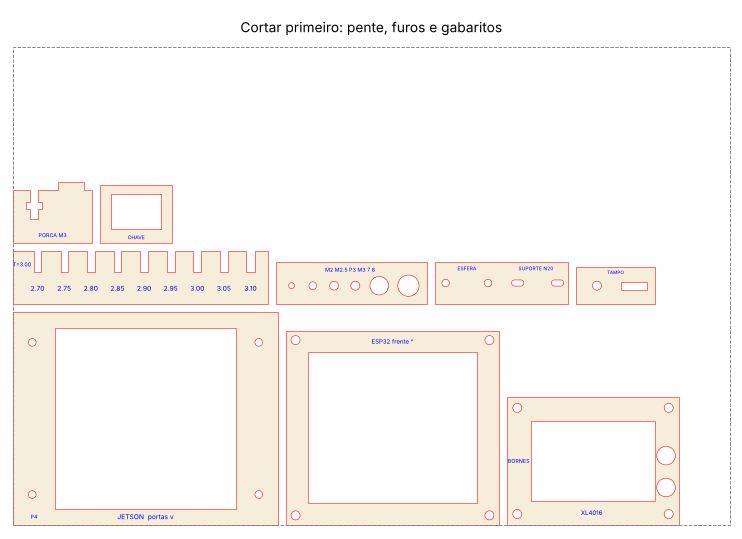 Cortar primeiro: pente, furos e gabaritos
PORCA M3
CHAVE
T=3.00
2.70 2.75 2.80 2.85 2.90 2.95 3.00 3.05 3.10
M2 M2.5 P3 M3 7 8
ESFERA
SUPORTE N20
TAMPO
ESP32 frente ^
BORNES
P4
JETSON portas v
XL4016